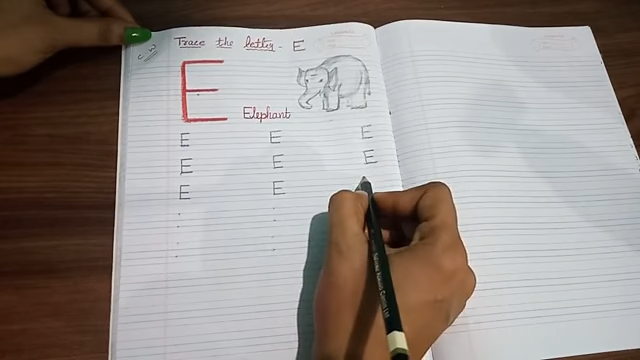 Trace the letter - E
E
Elephant
E E E
E E E
E E